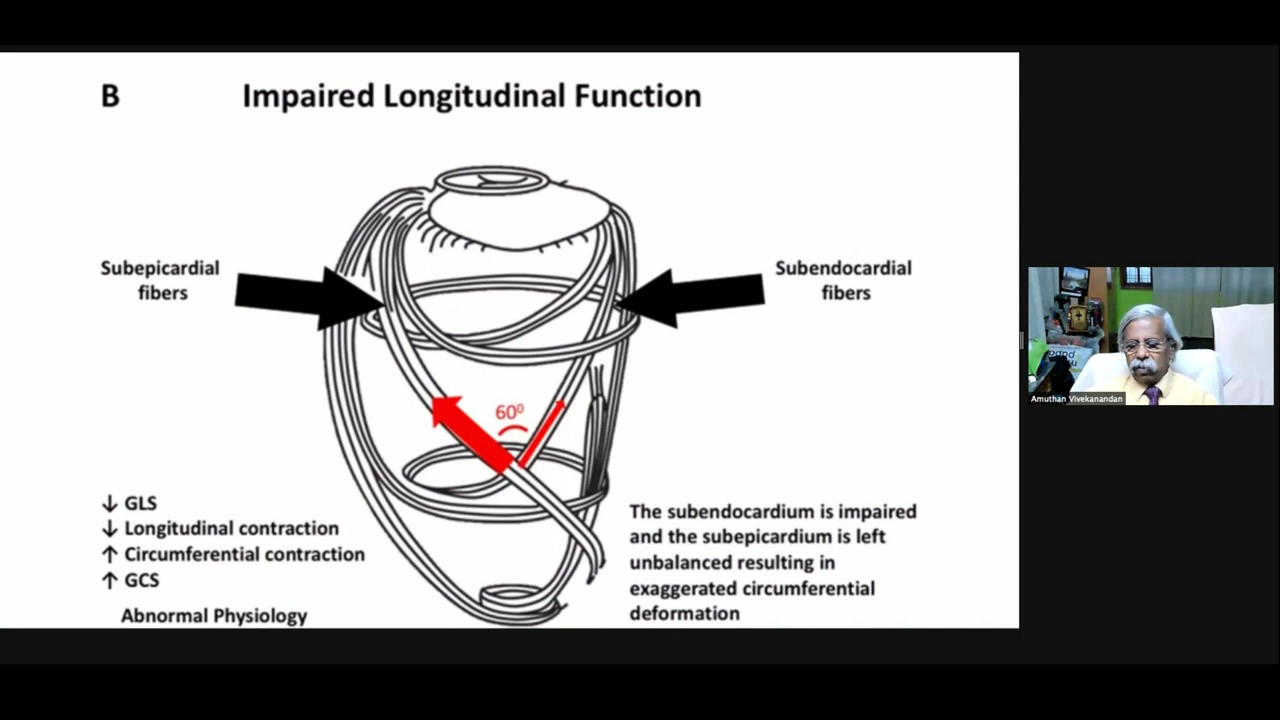 B
Impaired Longitudinal Function
Subepicardial
fibers
Subendocardial
fibers
60⁰
↓ GLS
↓ Longitudinal contraction
↑ Circumferential contraction
↑ GCS
Abnormal Physiology
The subendocardium is impaired
and the subepicardium is left
unbalanced resulting in
exaggerated circumferential
deformation
Amuthan Vivekanandan